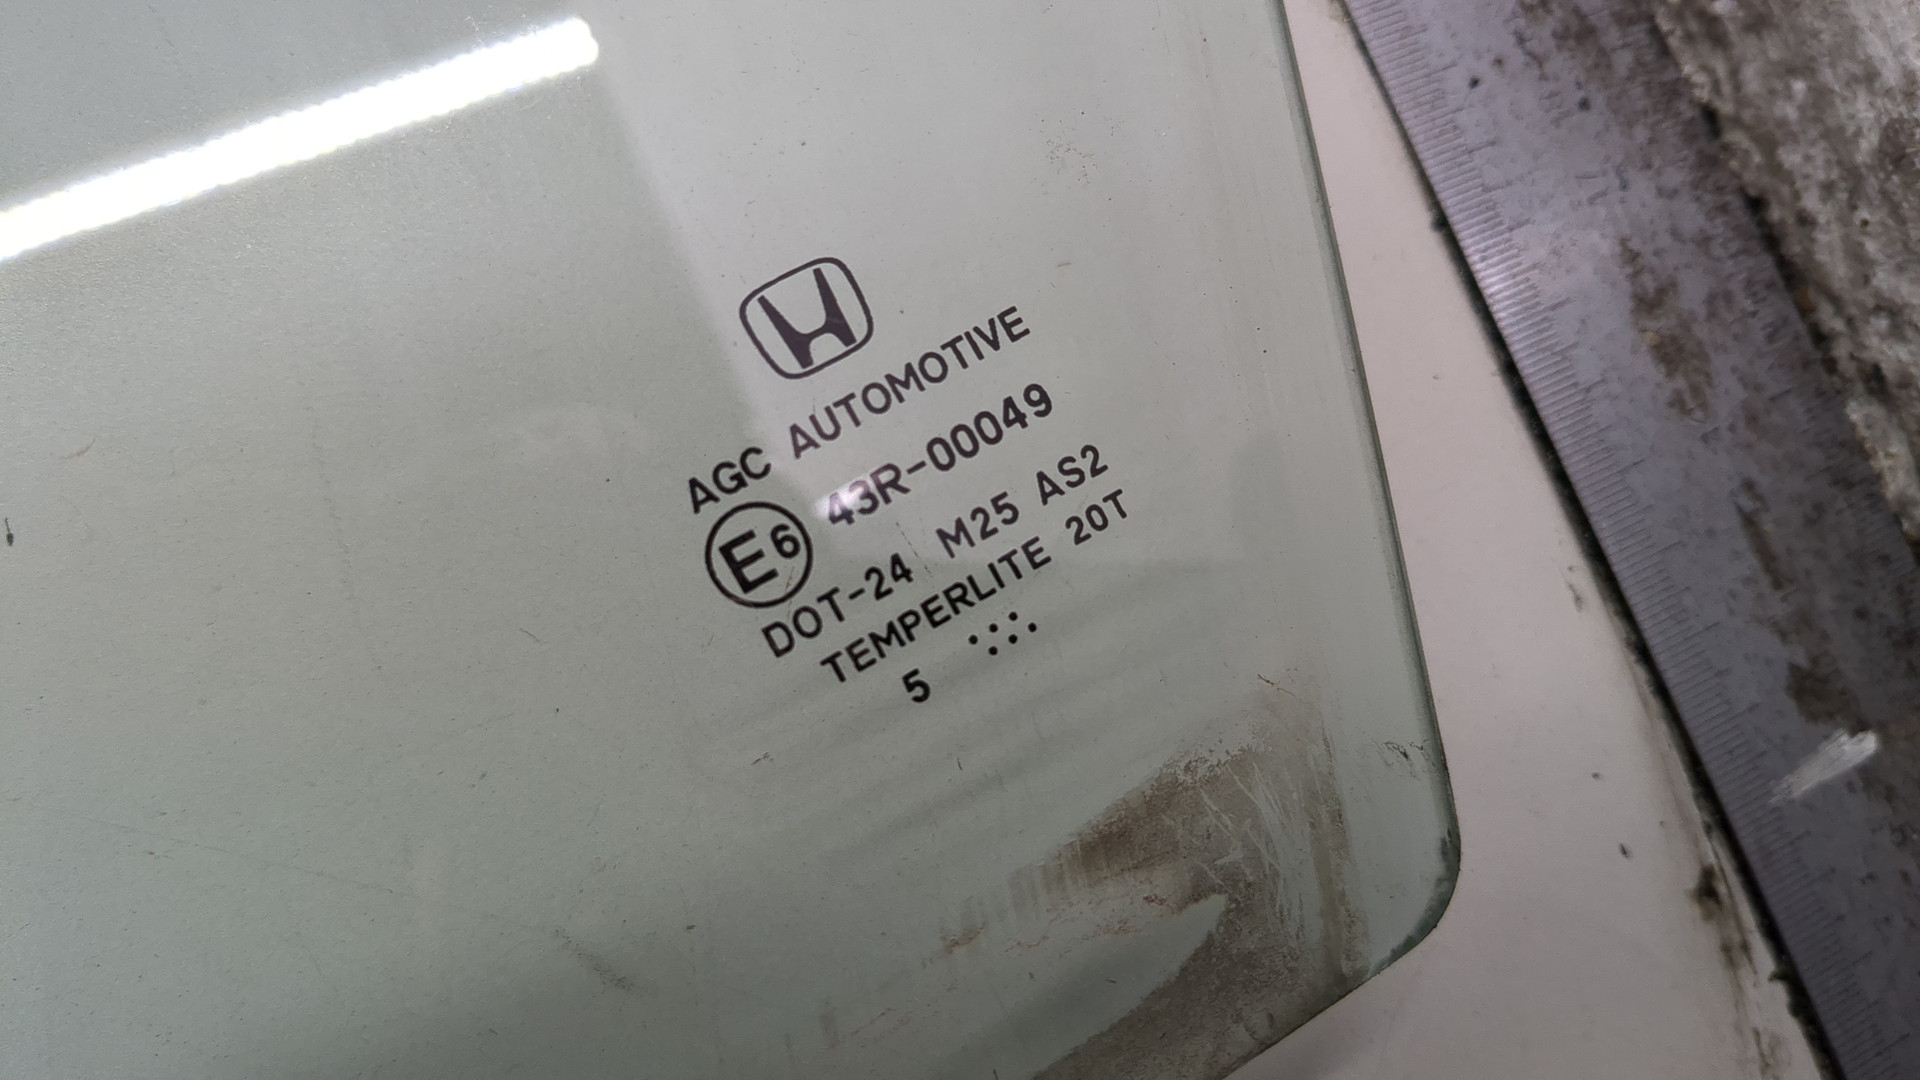 AGC AUTOMOTIVE
E6 43R-00049
DOT-24 M25 AS2
TEMPERLITE 20T
5